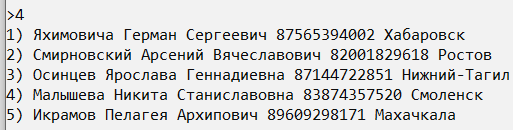 >4
1) Яхимовича Герман Сергеевич 87565394002 Хабаровск
2) Смирновский Арсений Вячеславович 82001829618 Ростов
3) Осинцев Ярослава Геннадиевна 87144722851 Нижний-Тагил
4) Малышева Никита Станиславовна 83874357520 Смоленск
5) Икрамов Пелагея Архипович 89609298171 Махачкала